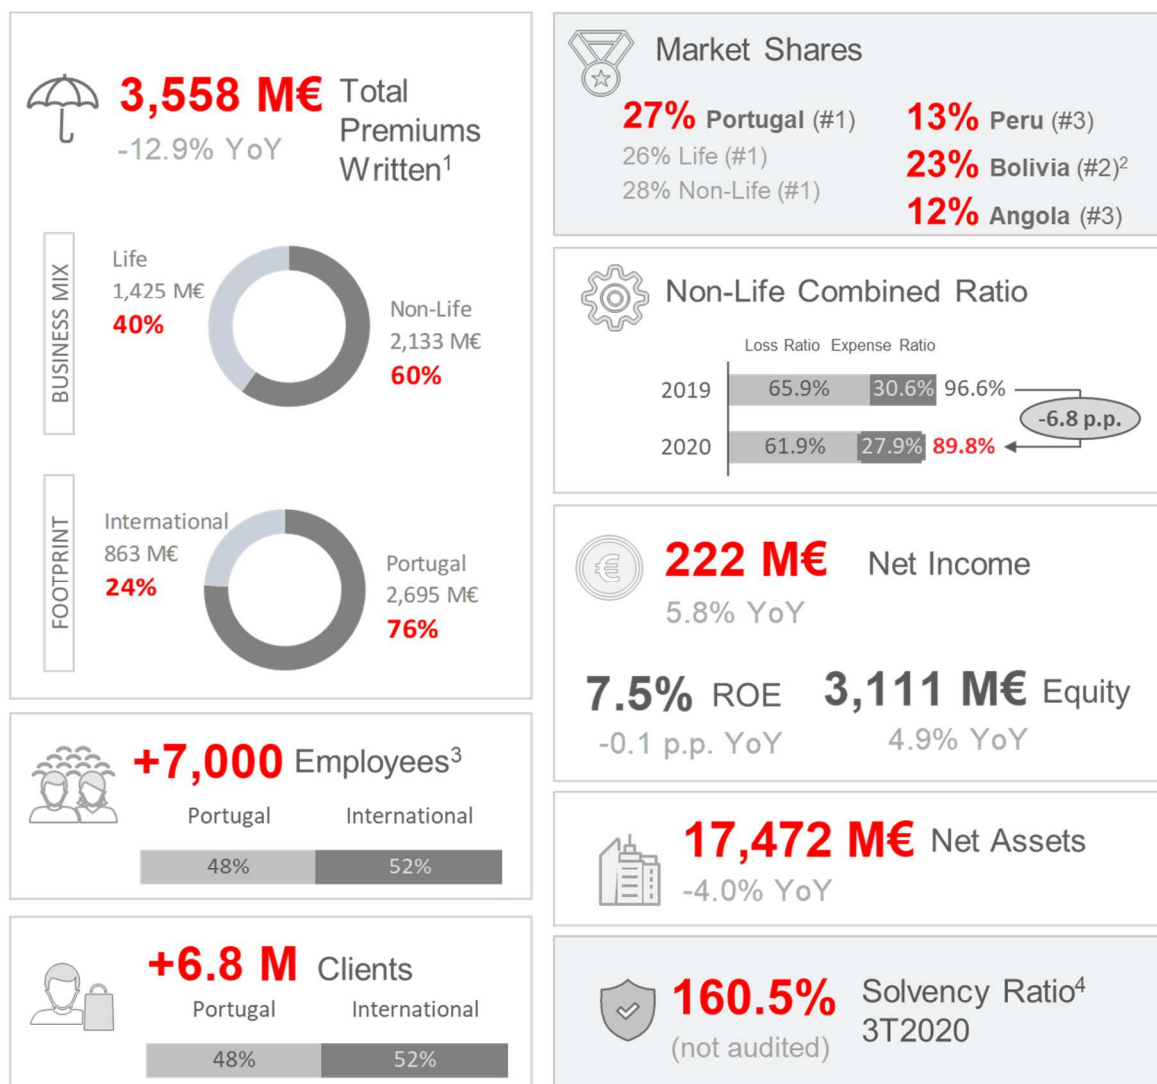 3,558 M€ Total
Premiums
Written¹
-12.9% YoY
BUSINESS MIX
Life
1,425 M€
40%
Non-Life
2,133 M€
60%
FOOTPRINT
International
863 M€
24%
Portugal
2,695 M€
76%
+7,000 Employees³
Portugal International
48% 52%
+6.8 M Clients
Portugal International
48% 52%
Market Shares
27% Portugal (#1)
26% Life (#1)
28% Non-Life (#1)
13% Peru (#3)
23% Bolivia (#2)²
12% Angola (#3)
Non-Life Combined Ratio
Loss Ratio Expense Ratio
2019 65.9% 30.6% 96.6%
-6.8 p.p.
2020 61.9% 27.9% 89.8%
222 M€ Net Income
5.8% YoY
7.5% ROE
-0.1 p.p. YoY
3,111 M€ Equity
4.9% YoY
17,472 M€ Net Assets
-4.0% YoY
160.5% Solvency Ratio⁴
3T2020
(not audited)